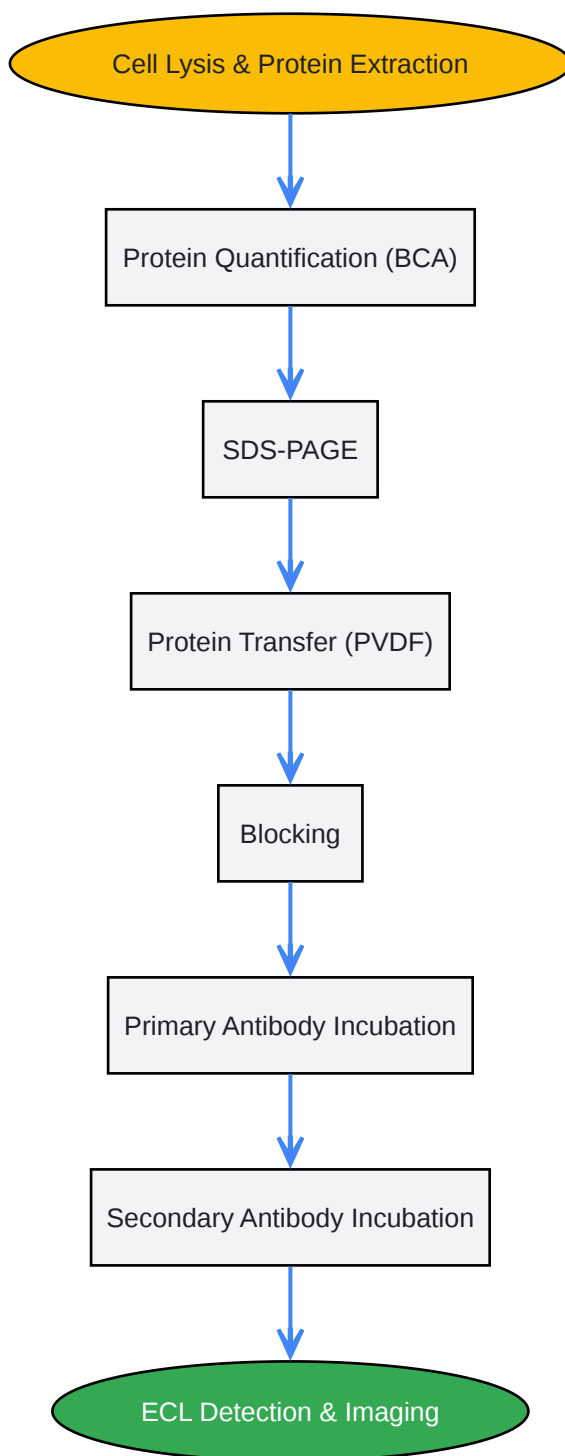 Cell Lysis & Protein Extraction
Protein Quantification (BCA)
SDS-PAGE
Protein Transfer (PVDF)
Blocking
Primary Antibody Incubation
Secondary Antibody Incubation
ECL Detection & Imaging